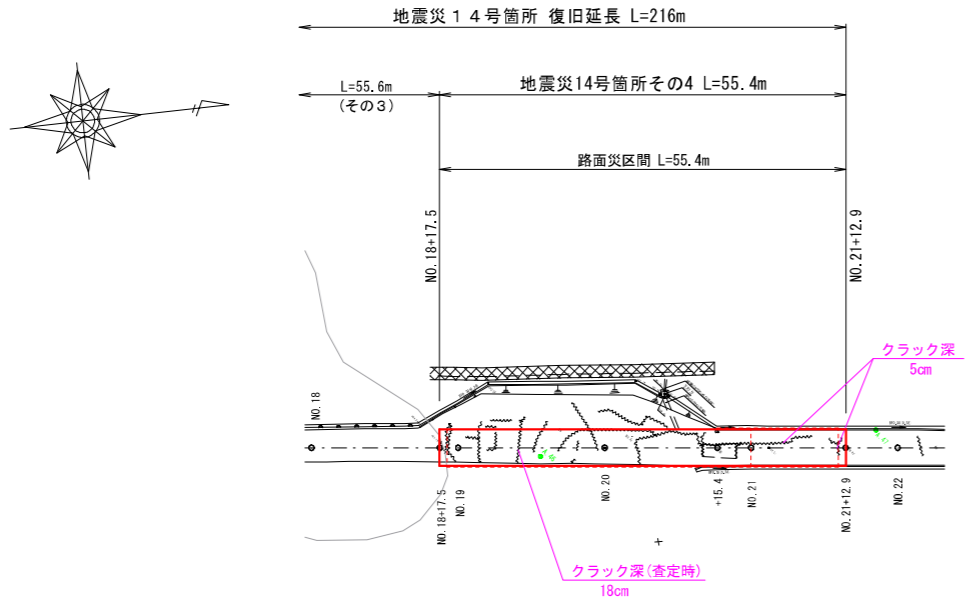 地震災１４号箇所 復旧延長 L=216m
L=55.6m
(その３)
地震災14号箇所その4 L=55.4m
路面災区間 L=55.4m
NO.18+17.5
NO.21+12.9
クラック深
5cm
NO.18
NO.18+17.5
NO.19
NO.20
+15.4
NO.21
NO.21+12.9
NO.22
クラック深(査定時)
18cm